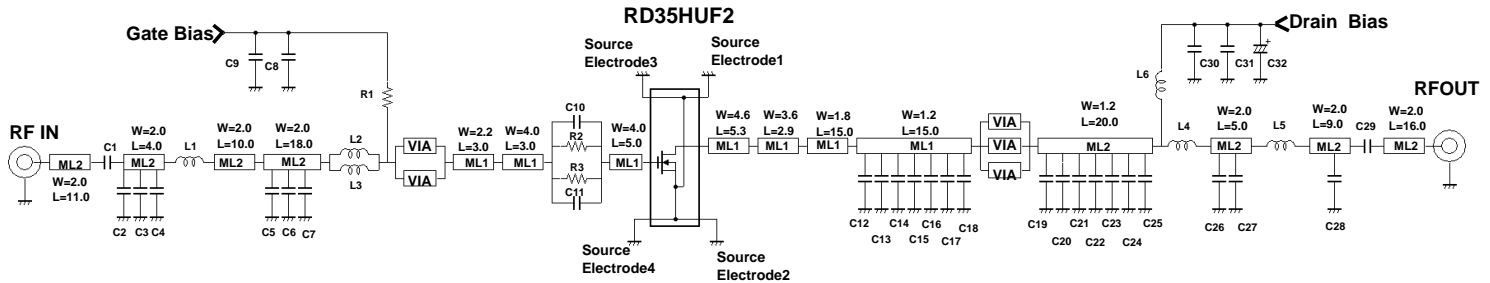 RD35HUF2
Gate Bias
Drain Bias
Source
Electrode3
Source
Electrode1
C9
C8
C30
C31
+
C32
L6
R1
RFOUT
RF IN
C10
R2
R3
C11
W=2.0
L=4.0
W=2.0
L=10.0
W=2.0
L=18.0
L2
L3
W=2.2
L=3.0
W=4.0
L=3.0
W=4.0
L=5.0
W=4.6
L=5.3
W=3.6
L=2.9
W=1.8
L=15.0
W=1.2
L=15.0
W=1.2
L=20.0
W=2.0
L=5.0
W=2.0
L=9.0
W=2.0
L=16.0
C1
L1
L4
L5
C29
VIA
VIA
VIA
VIA
VIA
ML2
ML2
ML2
ML2
ML1
ML1
ML1
ML1
ML1
ML1
ML1
ML2
ML2
ML2
ML2
W=2.0
L=11.0
C2
C3
C4
C5
C6
C7
C12
C13
C14
C15
C16
C17
C18
C19
C20
C21
C22
C23
C24
C25
C26
C27
C28
Source
Electrode4
Source
Electrode2